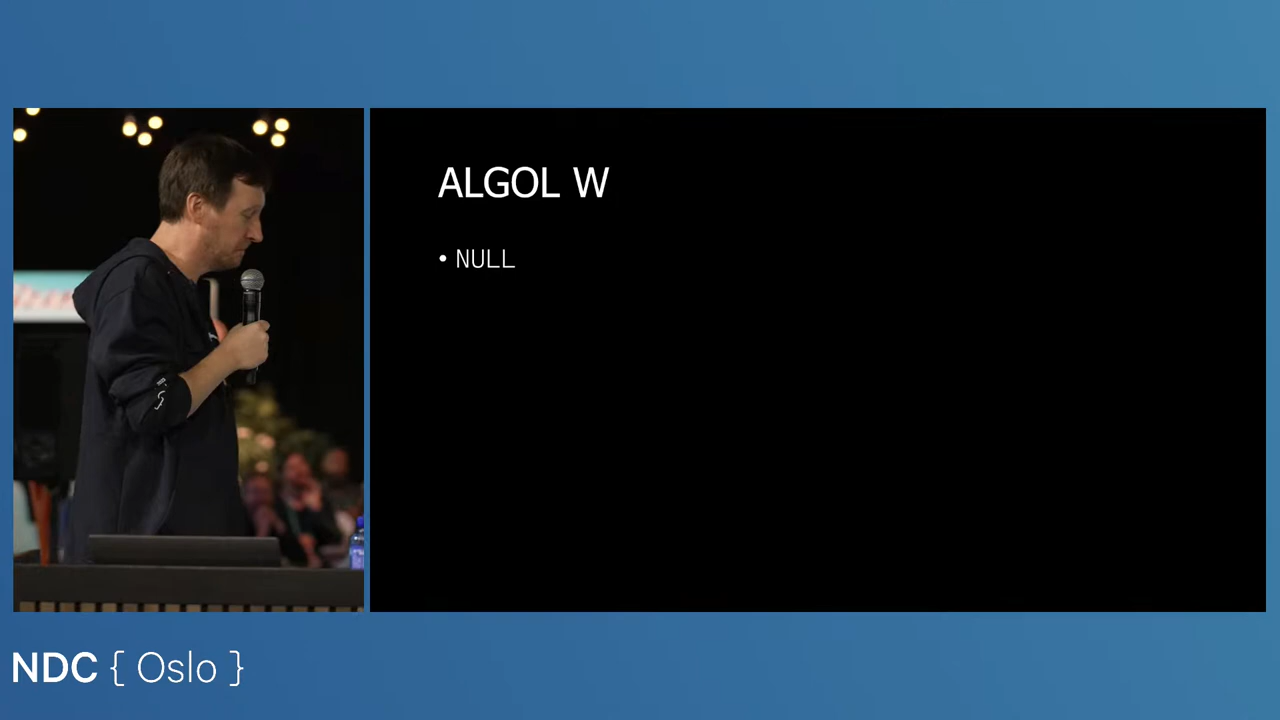 ALGOL W
• NULL
NDC { Oslo }